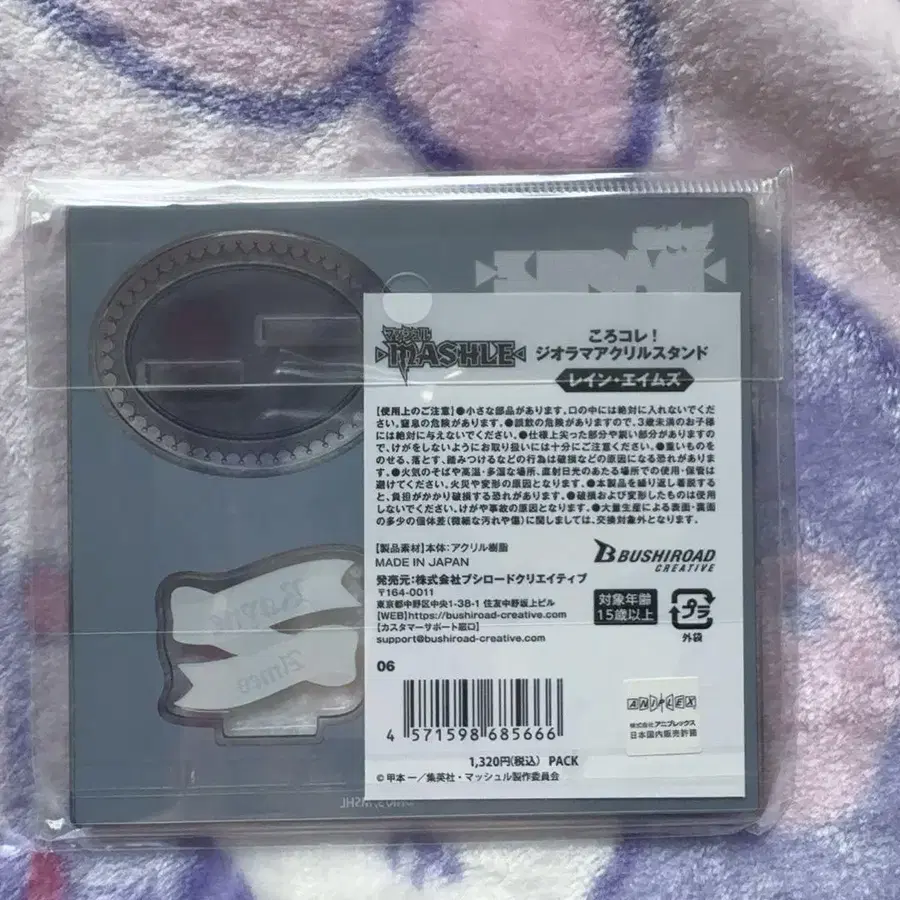 マッシュル
MASHLE
ころコレ!
ジオラマアクリルスタンド
レイン・エイムズ
【使用上のご注意】●小さな部品があります。口の中には絶対に入れないでくだ
さい。窒息の危険があります。●誤飲の危険がありますので、3歳未満のお子様
には絶対に与えないでください。●仕様上尖った部分や鋭い部分がありますの
で、けがをしないようにお取り扱いには十分にご注意ください。●重いものを
のせる、落とす、踏みつけるなどの行為は破損などの原因になる恐れがありま
す。●火気のそばや高温・多湿な場所、直射日光のあたる場所での使用・保管は
避けてください。火災や変形の原因となります。●本製品を繰り返し着脱する
と、負担がかかり破損する恐れがあります。●破損および変形したものは使用
しないでください。けがや事故の原因となります。●大量生産による表面・裏面
の多少の個体差(微細な汚れや傷)に関しましては、交換対象外となります。
【製品素材】本体:アクリル樹脂
MADE IN JAPAN
発売元:株式会社ブシロードクリエイティブ
〒164-0011
東京都中野区中央1-38-1 住友中野坂上ビル
【WEB】https://bushiroad-creative.com
【カスタマーサポート窓口】
support@bushiroad-creative.com
BUSHIROAD
CREATIVE
対象年齢
15歳以上
プラ
外袋
06
4 571598 685666
1,320円(税込) PACK
©甲本 一/集英社・マッシュル製作委員会
ANIPLEX
株式会社アニプレックス
日本国内販売許諾
Rayne
Ames